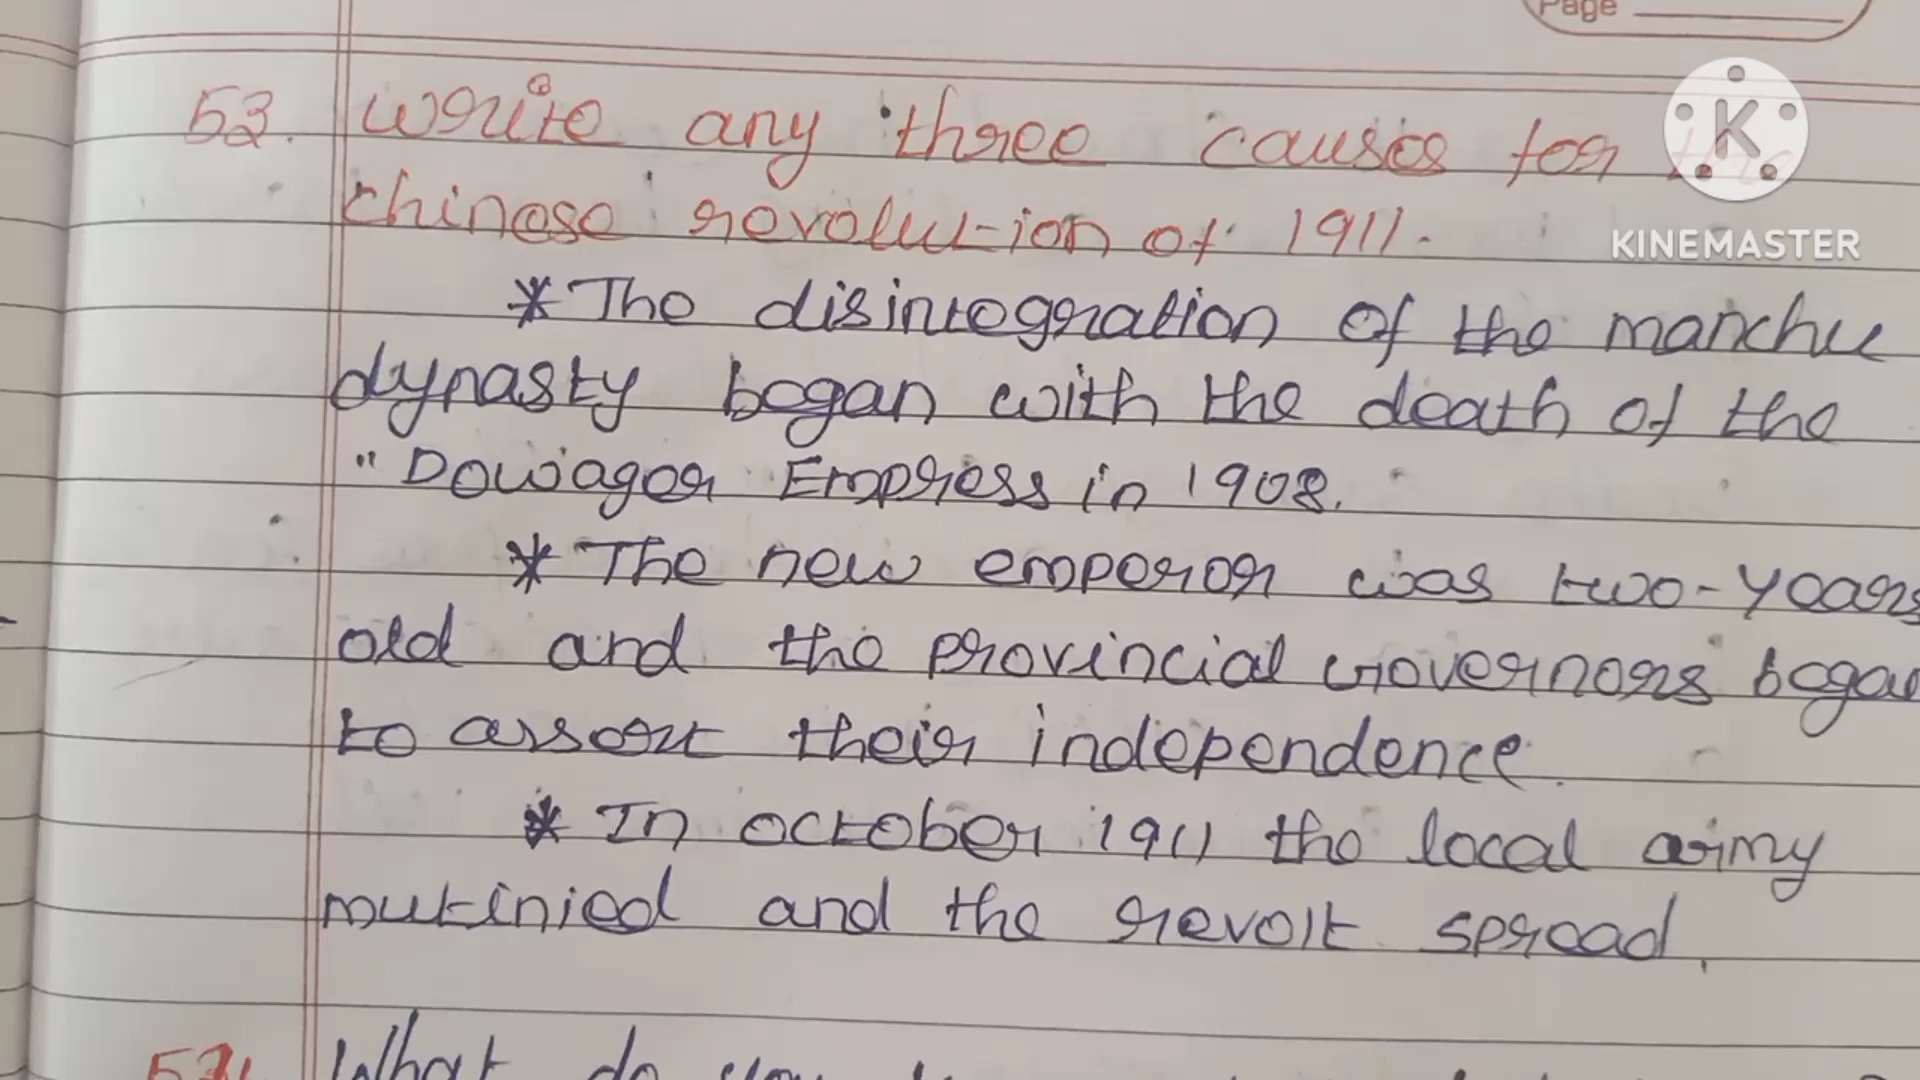 Page
53. Write any three causes for the
chinese revolution of 1911.
* The disintegration of the manchu
dynasty began with the death of the
" Dowager Empress in 1908.
* The new emperor was two-years
old and the provincial Governors began
to assert their independence.
* In october 1911 the local army
mutinied and the revolt spread.
What do you
KINEMASTER